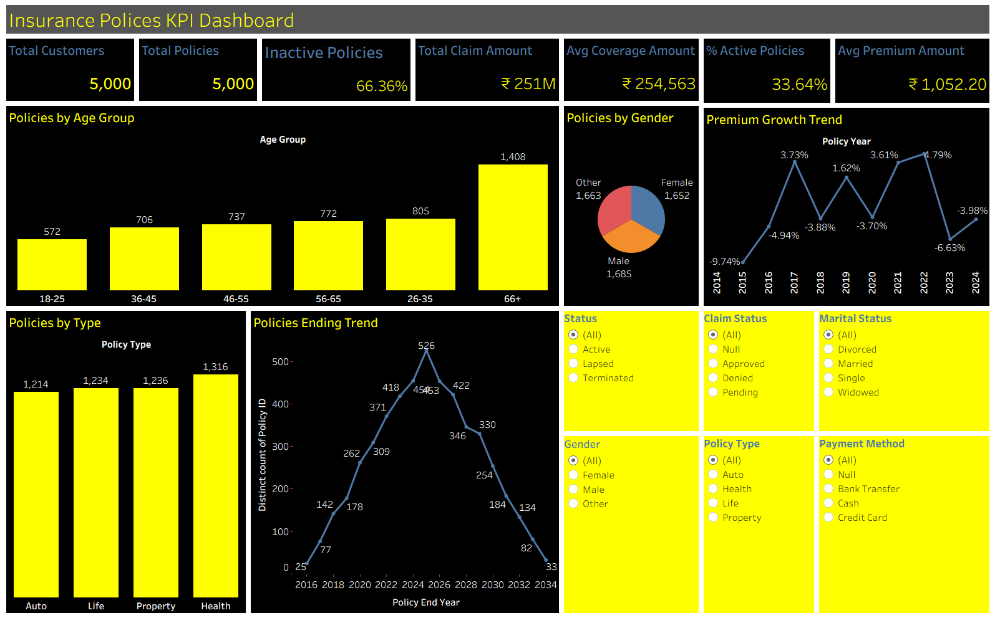 Insurance Polices KPI Dashboard
Total Customers
5,000
Total Policies
5,000
Inactive Policies
66.36%
Total Claim Amount
₹ 251M
Avg Coverage Amount
₹ 254,563
% Active Policies
33.64%
Avg Premium Amount
₹ 1,052.20
Policies by Age Group
Age Group
572
706
737
772
805
1,408
18-25
36-45
46-55
56-65
26-35
66+
Policies by Gender
Other
1,663
Female
1,652
Male
1,685
Premium Growth Trend
Policy Year
-9.74%
-4.94%
3.73%
-3.88%
1.62%
-3.70%
3.61%
4.79%
-6.63%
-3.98%
2014
2015
2016
2017
2018
2019
2020
2021
2022
2023
2024
Policies by Type
Policy Type
1,214
1,234
1,236
1,316
Auto
Life
Property
Health
Policies Ending Trend
Distinct count of Policy ID
500
400
300
200
100
0
25
77
142
178
262
309
371
418
454
526
453
422
346
330
254
184
134
82
33
2016 2018 2020 2022 2024 2026 2028 2030 2032 2034
Policy End Year
Status
(All)
Active
Lapsed
Terminated
Claim Status
(All)
Null
Approved
Denied
Pending
Marital Status
(All)
Divorced
Married
Single
Widowed
Gender
(All)
Female
Male
Other
Policy Type
(All)
Auto
Health
Life
Property
Payment Method
(All)
Null
Bank Transfer
Cash
Credit Card